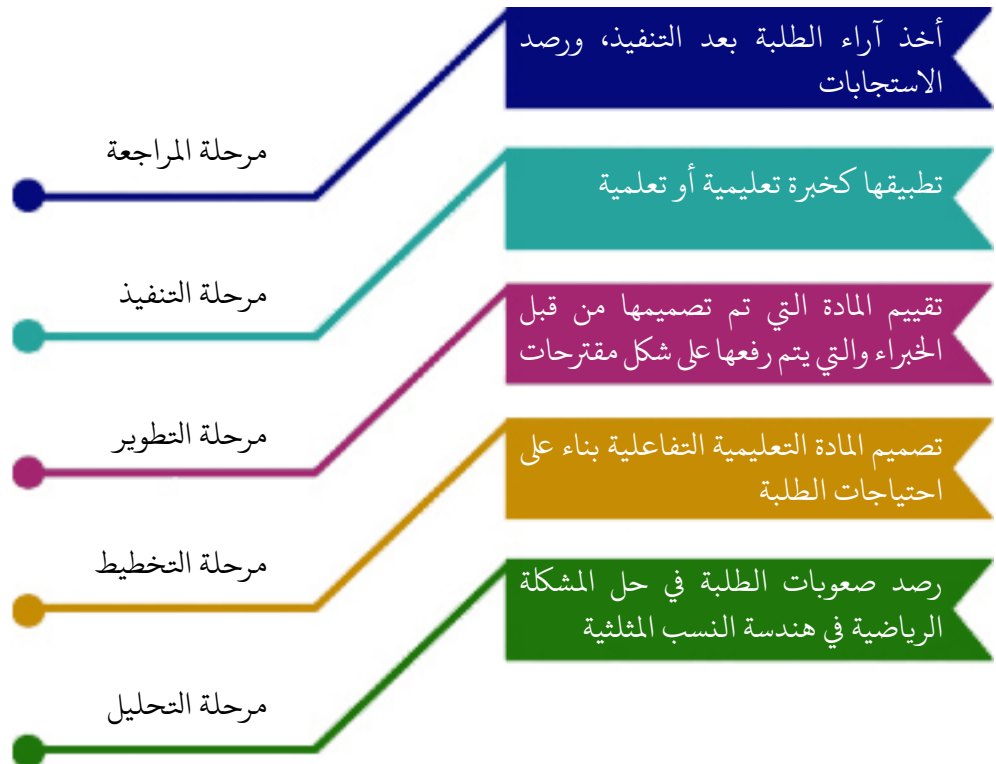 أخذ آراء الطلبة بعد التنفيذ، ورصد
الاستجابات
مرحلة المراجعة
تطبيقها كخبرة تعليمية أو تعلمية
مرحلة التنفيذ
تقييم المادة التي تم تصميمها من قبل
الخبراء والتي يتم رفعها على شكل مقترحات
مرحلة التطوير
تصميم المادة التعليمية التفاعلية بناء على
احتياجات الطلبة
مرحلة التخطيط
رصد صعوبات الطلبة في حل المشكلة
الرياضية في هندسة النسب المثلثية
مرحلة التحليل